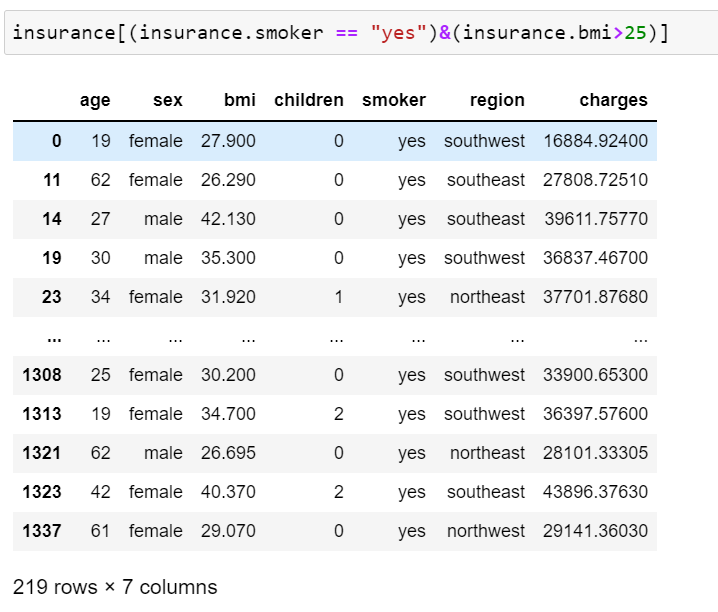 insurance[(insurance.smoker == "yes")&(insurance.bmi>25)]
age sex bmi children smoker region charges
0 19 female 27.900 0 yes southwest 16884.92400
11 62 female 26.290 0 yes southeast 27808.72510
14 27 male 42.130 0 yes southeast 39611.75770
19 30 male 35.300 0 yes southwest 36837.46700
23 34 female 31.920 1 yes northeast 37701.87680
... ... ... ... ... ... ... ...
1308 25 female 30.200 0 yes southwest 33900.65300
1313 19 female 34.700 2 yes southwest 36397.57600
1321 62 male 26.695 0 yes northeast 28101.33305
1323 42 female 40.370 2 yes southeast 43896.37630
1337 61 female 29.070 0 yes northwest 29141.36030
219 rows × 7 columns